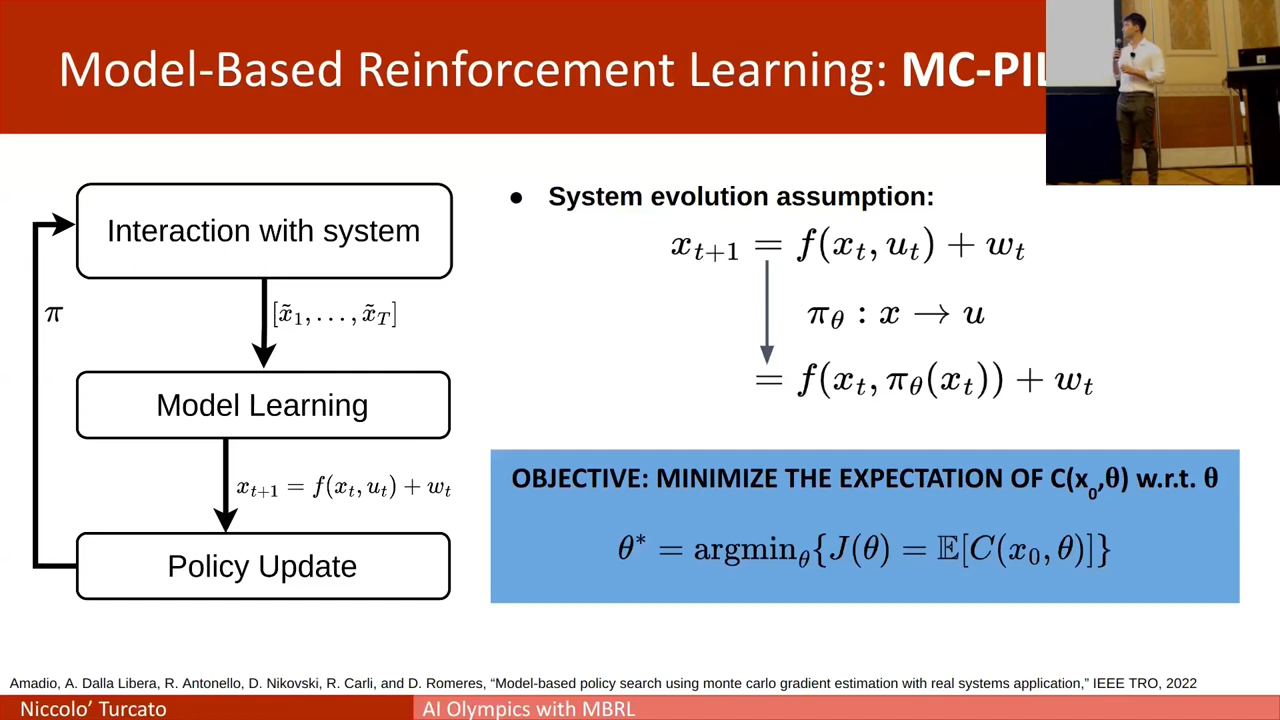 Model-Based Reinforcement Learning: MC-PIL
Interaction with system
π
[x̃₁, . . . , x̃_T]
Model Learning
x_{t+1} = f(x_t, u_t) + w_t
Policy Update
● System evolution assumption:
x_{t+1} = f(x_t, u_t) + w_t
π_θ : x → u
= f(x_t, π_θ(x_t)) + w_t
OBJECTIVE: MINIMIZE THE EXPECTATION OF C(x₀,θ) w.r.t. θ
θ* = argmin_θ{J(θ) = 𝔼[C(x₀, θ)]}
Amadio, A. Dalla Libera, R. Antonello, D. Nikovski, R. Carli, and D. Romeres, “Model-based policy search using monte carlo gradient estimation with real systems application,” IEEE TRO, 2022
Niccolo’ Turcato
AI Olympics with MBRL